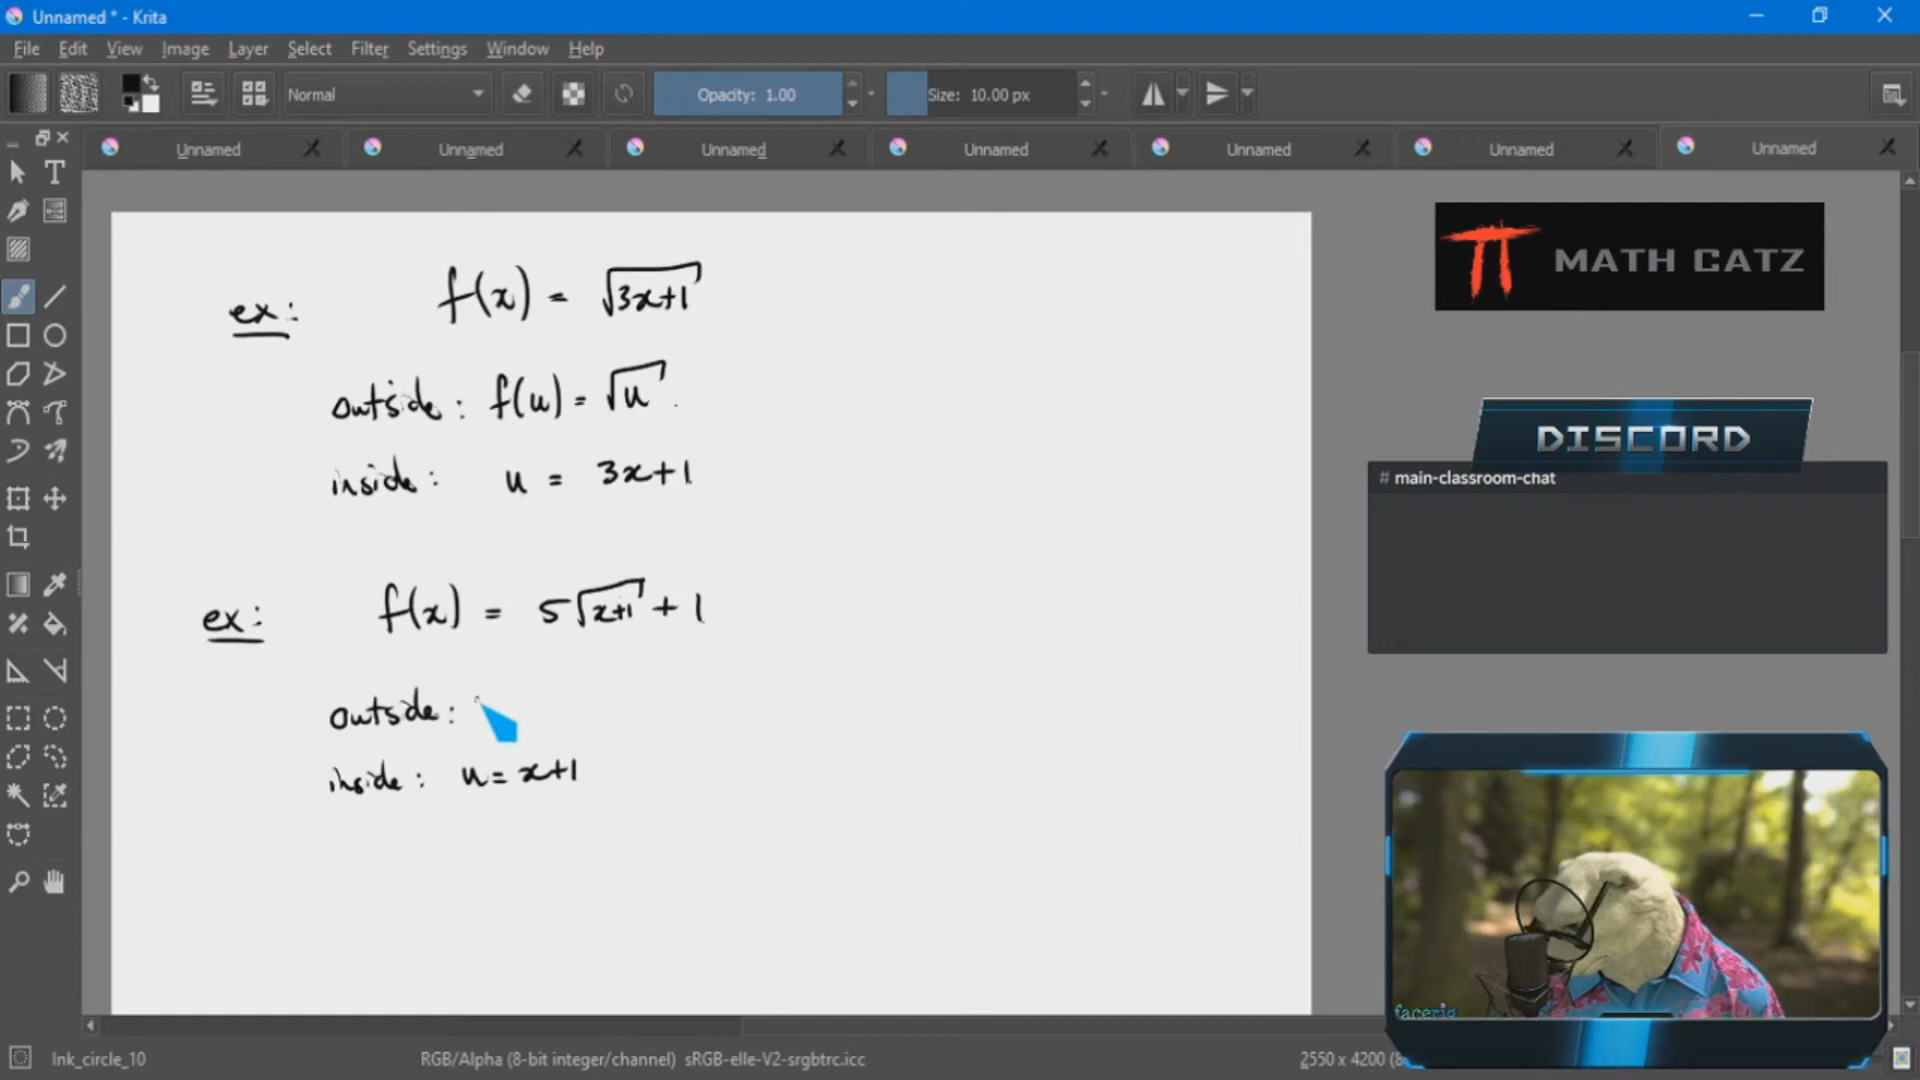 Unnamed * - Krita
File Edit View Image Layer Select Filter Settings Window Help
Normal Opacity: 1.00 Size: 10.00 px
Unnamed Unnamed Unnamed Unnamed Unnamed Unnamed Unnamed
ex: f(x) = √3x+1
outside: f(u) = √u
inside: u = 3x+1
ex: f(x) = 5√x+1 + 1
outside:
inside: u = x+1
MATH CATZ
DISCORD
# main-classroom-chat
facerig
Ink_circle_10 RGB/Alpha (8-bit integer/channel) sRGB-elle-V2-srgbtrc.icc 2550 x 4200 (8